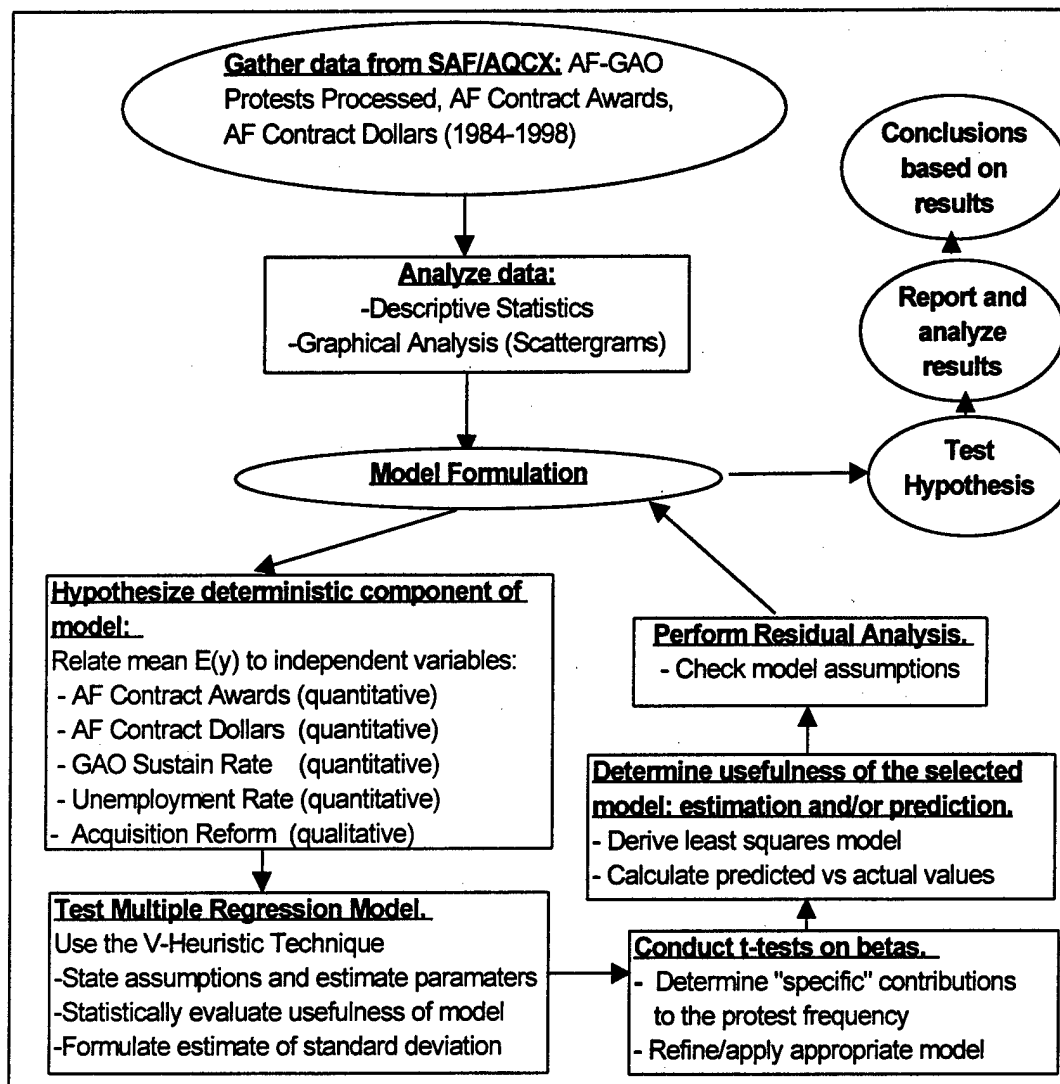 Gather data from SAF/AQCX: AF-GAO
Protests Processed, AF Contract Awards,
AF Contract Dollars (1984-1998)
Analyze data:
-Descriptive Statistics
-Graphical Analysis (Scattergrams)
Model Formulation
Hypothesize deterministic component of
model:
Relate mean E(y) to independent variables:
- AF Contract Awards (quantitative)
- AF Contract Dollars (quantitative)
- GAO Sustain Rate (quantitative)
- Unemployment Rate (quantitative)
- Acquisition Reform (qualitative)
Test Multiple Regression Model.
Use the V-Heuristic Technique
-State assumptions and estimate paramaters
-Statistically evaluate usefulness of model
-Formulate estimate of standard deviation
Conduct t-tests on betas.
- Determine "specific" contributions
to the protest frequency
- Refine/apply appropriate model
Determine usefulness of the selected
model: estimation and/or prediction.
- Derive least squares model
- Calculate predicted vs actual values
Perform Residual Analysis.
- Check model assumptions
Test
Hypothesis
Report and
analyze
results
Conclusions
based on
results